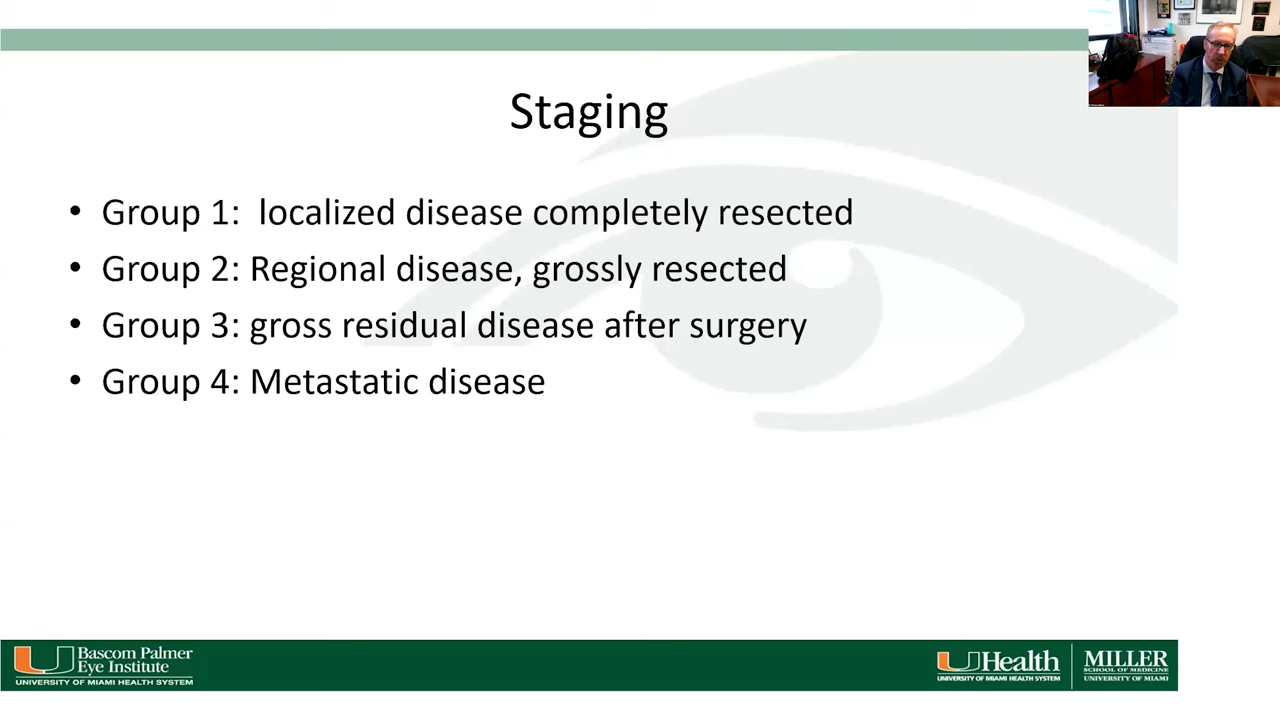 Staging
• Group 1: localized disease completely resected
• Group 2: Regional disease, grossly resected
• Group 3: gross residual disease after surgery
• Group 4: Metastatic disease
Bascom Palmer
Eye Institute
UNIVERSITY OF MIAMI HEALTH SYSTEM
UHealth
UNIVERSITY OF MIAMI HEALTH SYSTEM
MILLER
SCHOOL OF MEDICINE
UNIVERSITY OF MIAMI